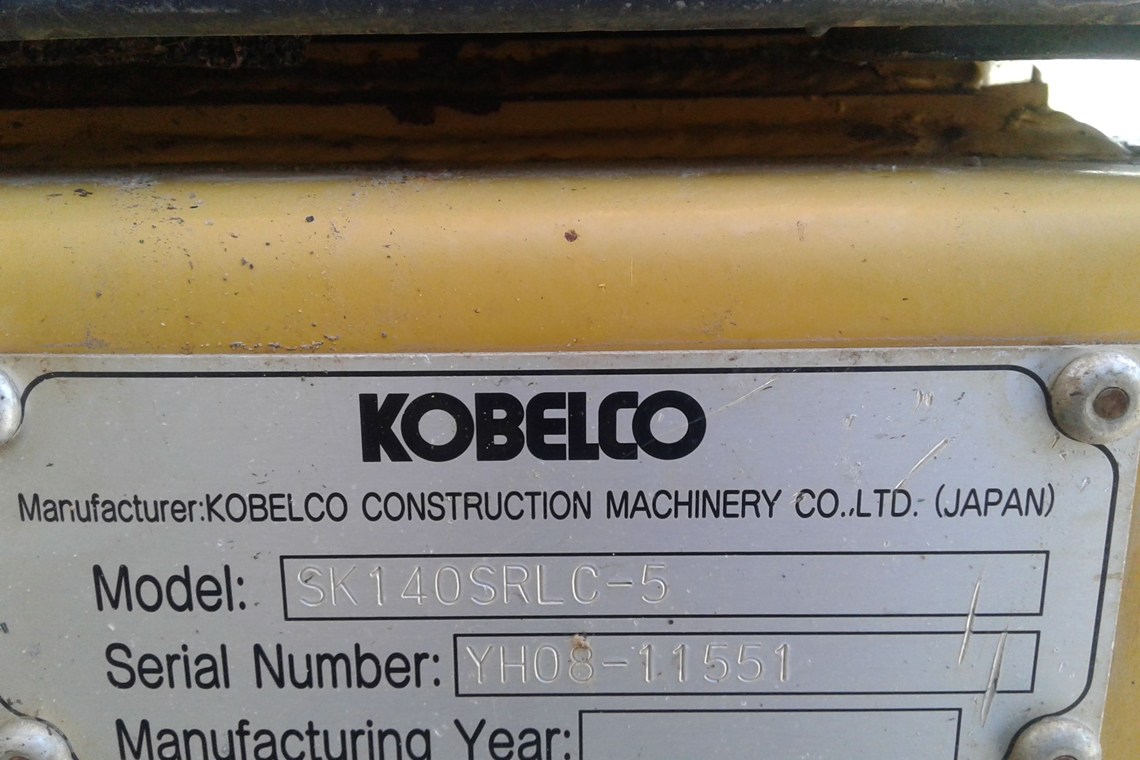 KOBELCO
Manufacturer:KOBELCO CONSTRUCTION MACHINERY CO.,LTD. (JAPAN)
Model: SK140SRLC-5
Serial Number: YH08-11551
Manufacturing Year: